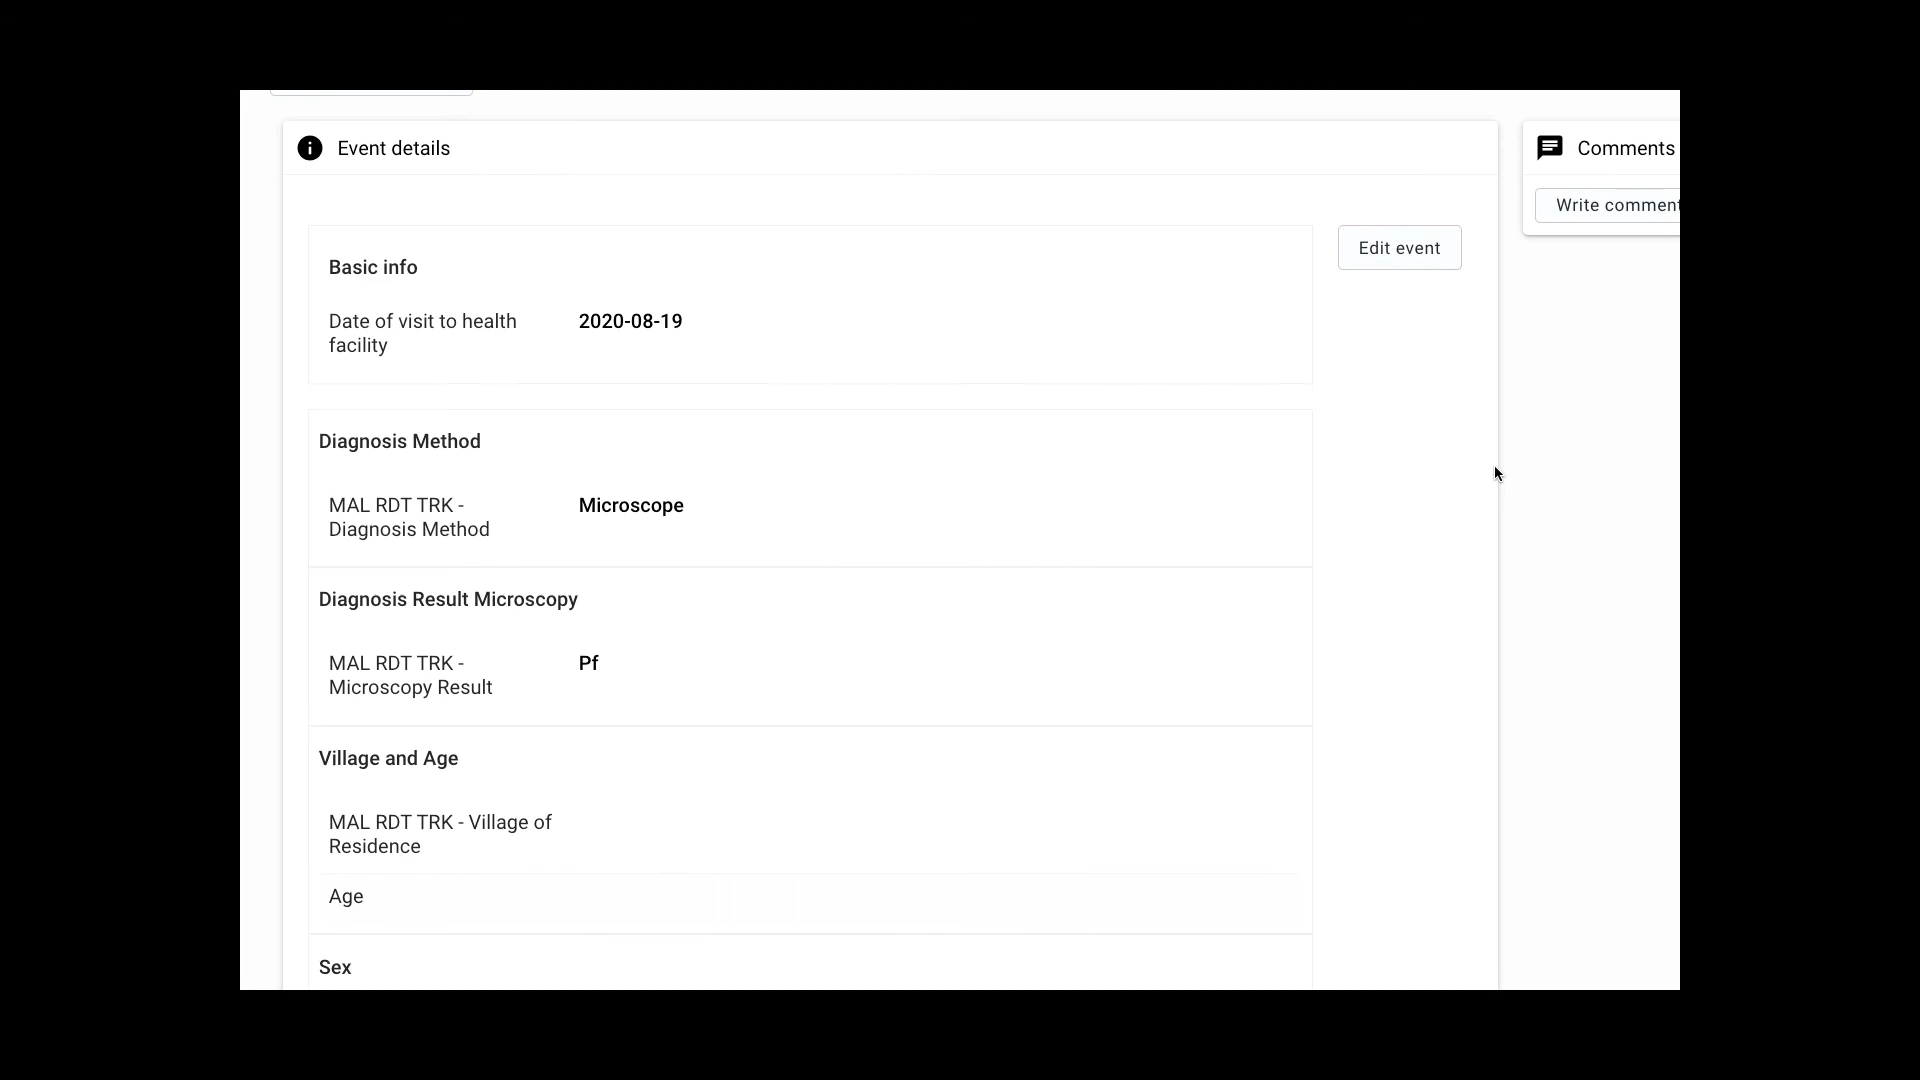 Event details
Comments
Write comment
Basic info
Edit event
Date of visit to health
facility
2020-08-19
Diagnosis Method
MAL RDT TRK -
Diagnosis Method
Microscope
Diagnosis Result Microscopy
MAL RDT TRK -
Microscopy Result
Pf
Village and Age
MAL RDT TRK - Village of
Residence
Age
Sex